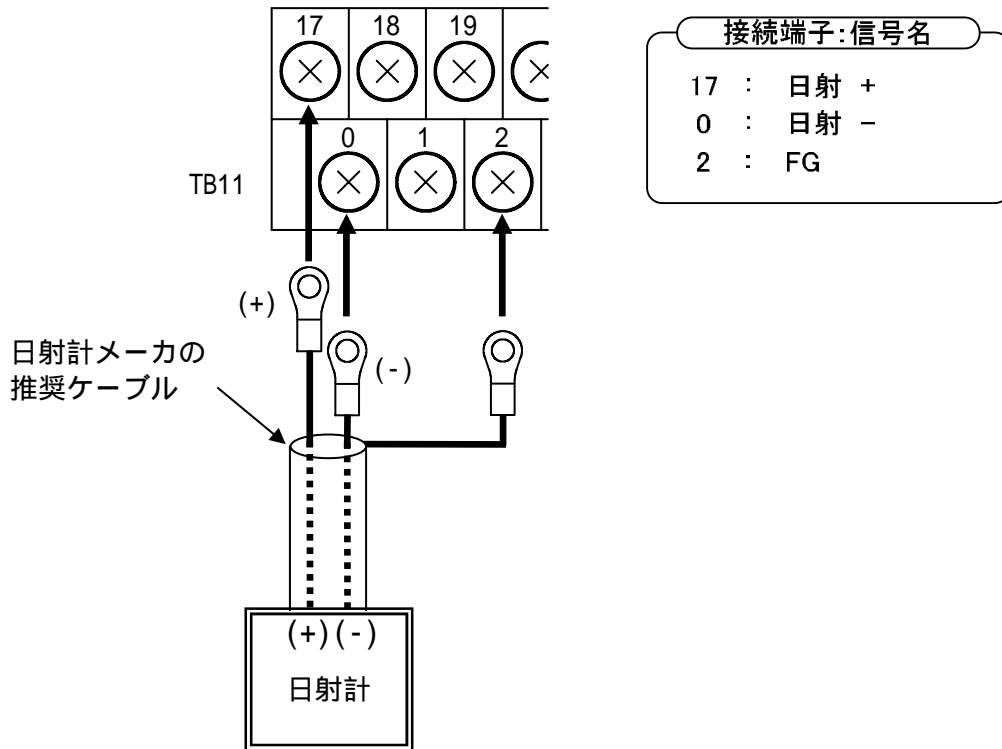 17 18 19
0 1 2
TB11
接続端子:信号名
17 : 日射 +
0 : 日射 −
2 : FG
(+)
(-)
日射計メーカの
推奨ケーブル
(+)(-)
日射計